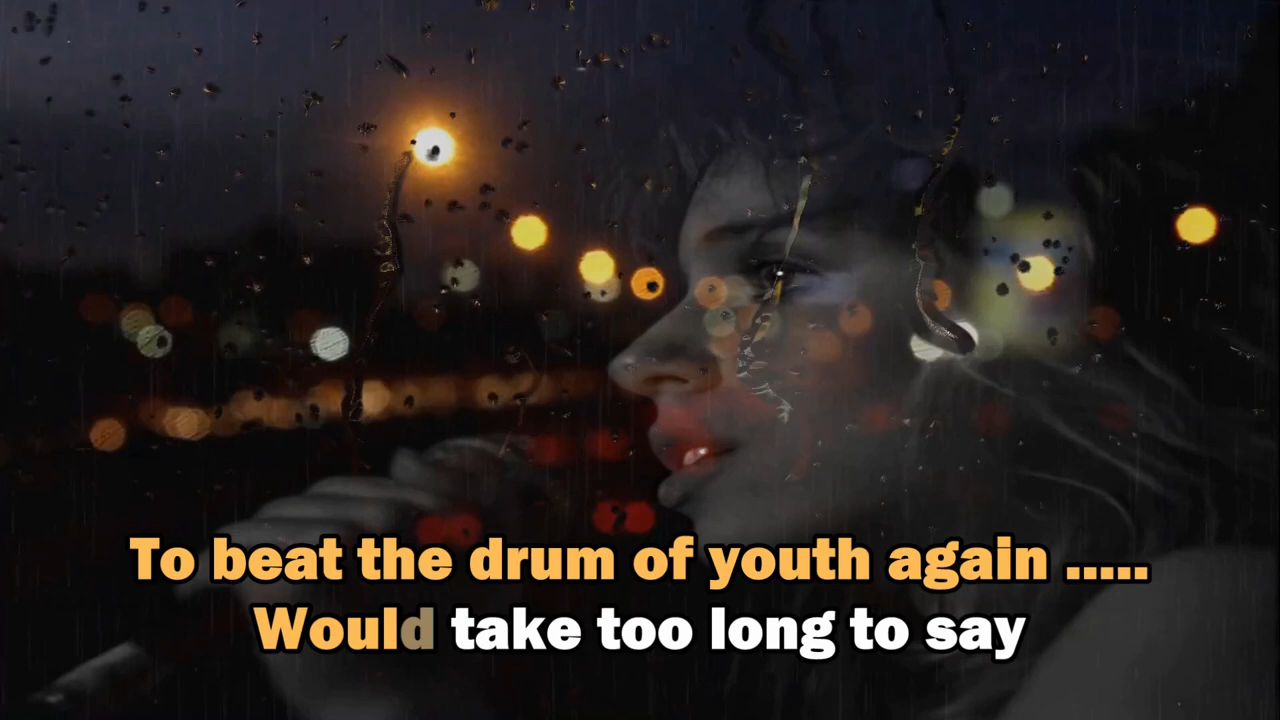 To beat the drum of youth again .....
Would take too long to say